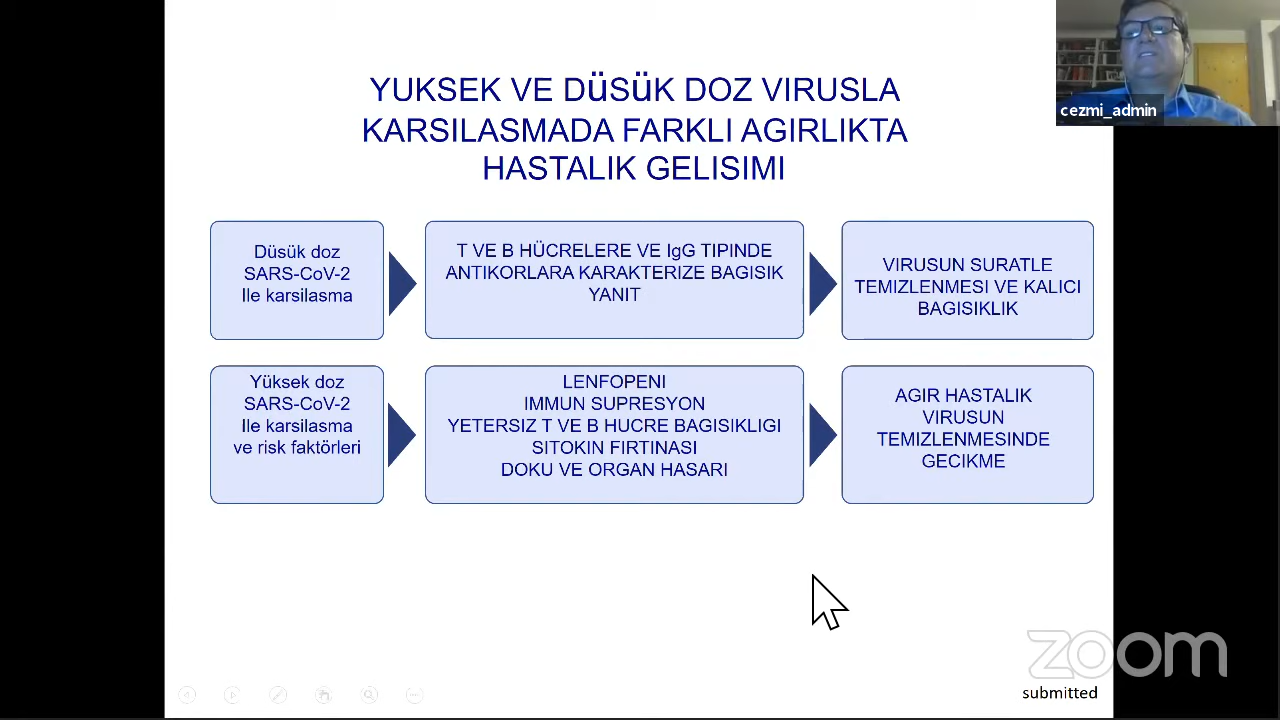 YUKSEK VE DüSüK DOZ VIRUSLA
KARSILASMADA FARKLI AGIRLIKTA
HASTALIK GELISIMI
cezmi_admin
Düsük doz
SARS-CoV-2
Ile karsilasma
T VE B HÜCRELERE VE IgG TIPINDE
ANTIKORLARA KARAKTERIZE BAGISIK
YANIT
VIRUSUN SURATLE
TEMIZLENMESI VE KALICI
BAGISIKLIK
Yüksek doz
SARS-CoV-2
Ile karsilasma
ve risk faktörleri
LENFOPENI
IMMUN SUPRESYON
YETERSIZ T VE B HUCRE BAGISIKLIGI
SITOKIN FIRTINASI
DOKU VE ORGAN HASARI
AGIR HASTALIK
VIRUSUN
TEMIZLENMESINDE
GECIKME
zoom
submitted